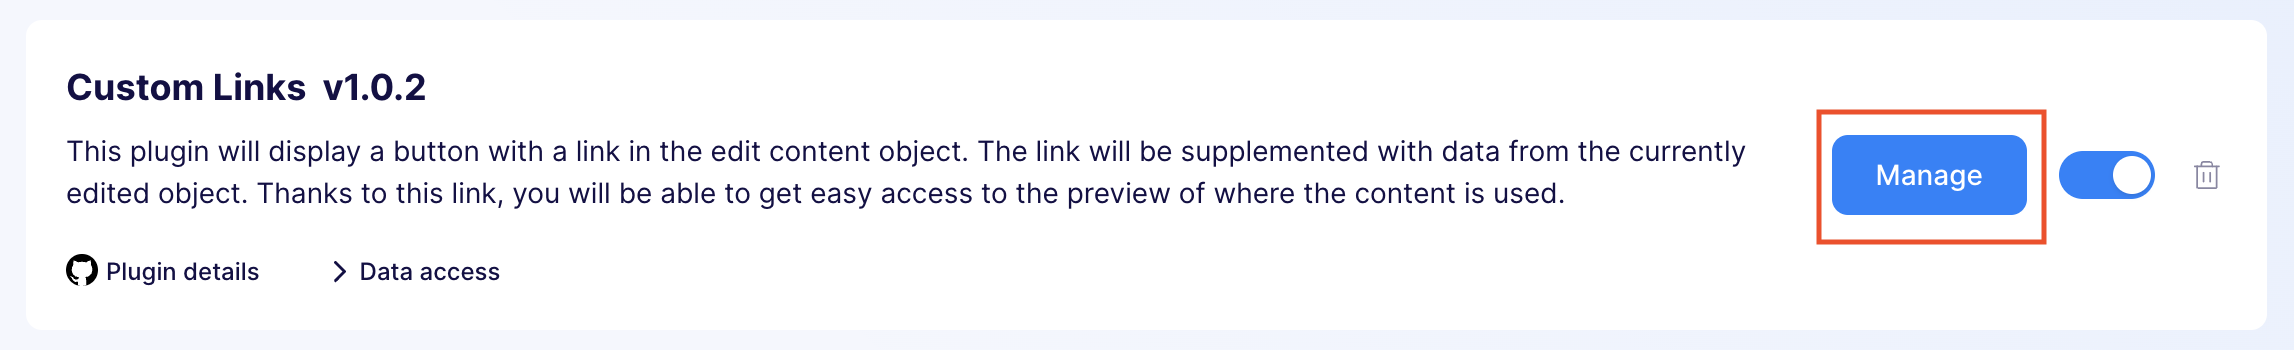 Custom Links v1.0.2
This plugin will display a button with a link in the edit content object. The link will be supplemented with data from the currently
edited object. Thanks to this link, you will be able to get easy access to the preview of where the content is used.
Manage
Plugin details
Data access